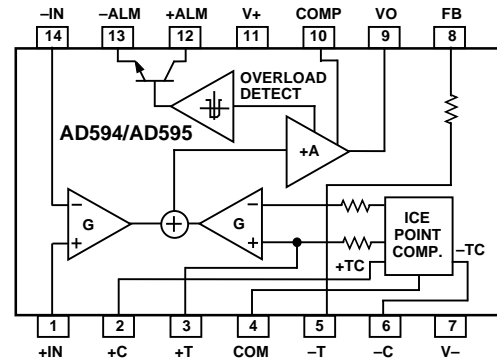 –IN –ALM +ALM V+ COMP VO FB
14 13 12 11 10 9 8
OVERLOAD
DETECT
AD594/AD595
+A
– –
G G
+ +
ICE
POINT
COMP.
–TC
+TC
1 2 3 4 5 6 7
+IN +C +T COM –T –C V–